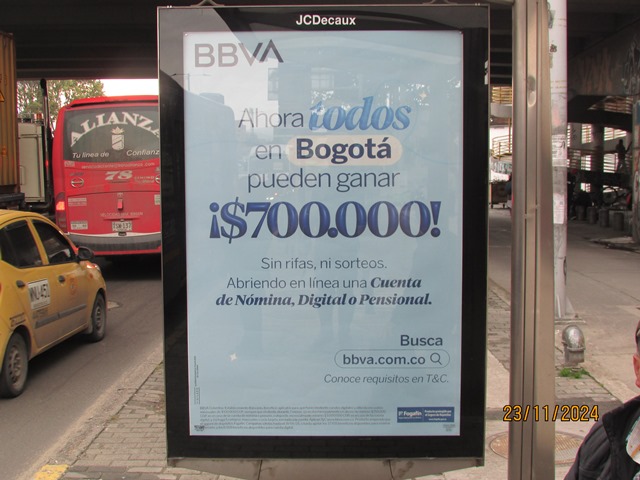 JCDecaux
BBVA
Ahora todos
en Bogotá
pueden ganar
¡$700.000!
Sin rifas, ni sorteos.
Abriendo en línea una Cuenta
de Nómina, Digital o Pensional.
Busca
bbva.com.co
Conoce requisitos en T&C.
Fogafín
ALIANZA
Tu línea de Confianza
78
23/11/2024